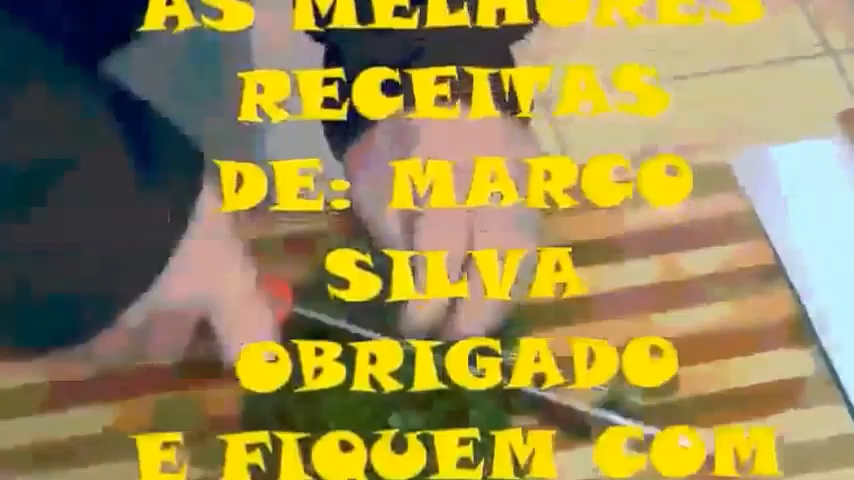 AS MELHORES
RECEITAS
DE: MARCO
SILVA
OBRIGADO
E FIQUEM COM